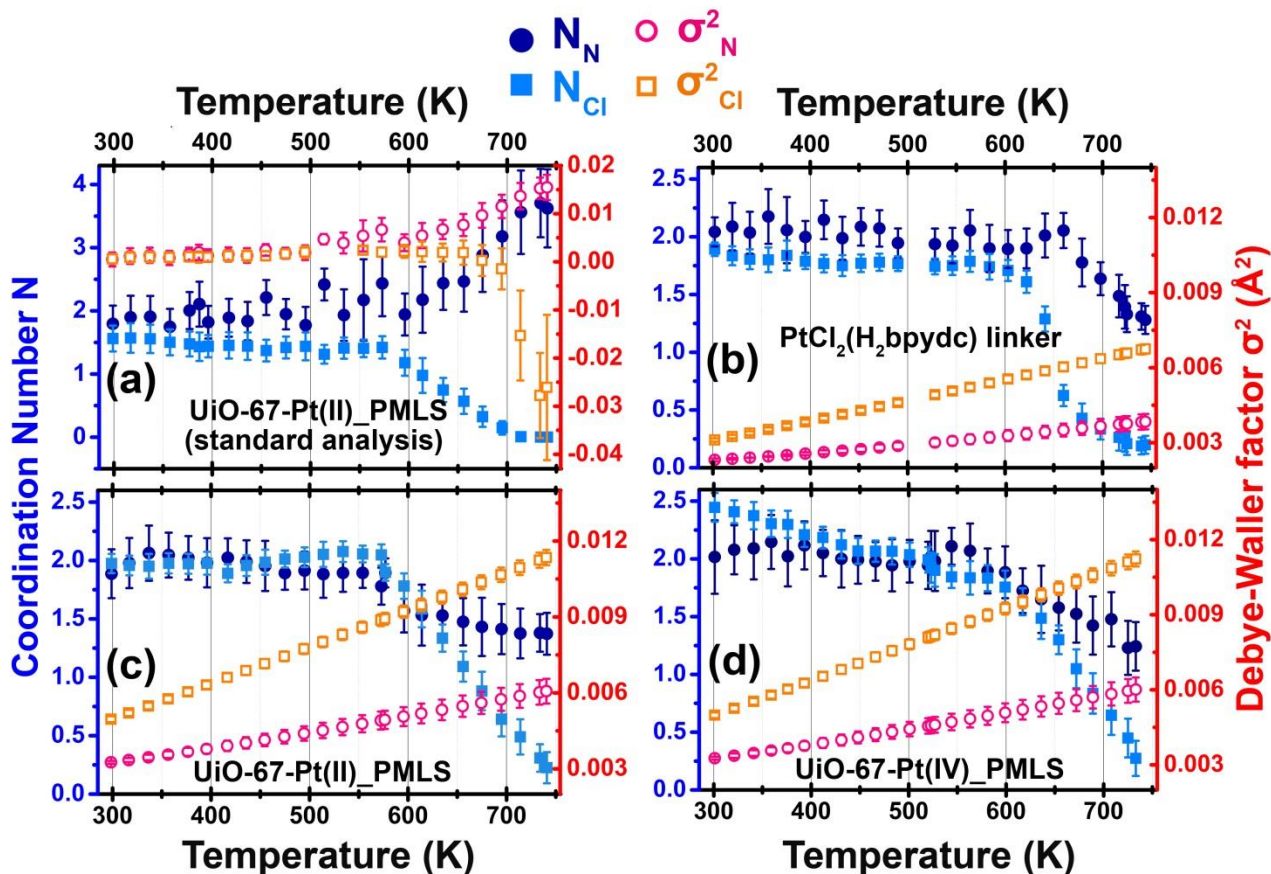 N_N σ²_N
N_Cl σ²_Cl
Temperature (K) Temperature (K)
300 400 500 600 700 300 400 500 600 700
4
3
2
1
0
0.02
0.01
0.00
-0.01
-0.02
-0.03
-0.04
(a)
UiO-67-Pt(II)_PMLS
(standard analysis)
2.5
2.0
1.5
1.0
0.5
0.0
0.012
0.009
0.006
0.003
(b)
PtCl₂(H₂bpydc) linker
Coordination Number N
Debye-Waller factor σ² (Å²)
2.5
2.0
1.5
1.0
0.5
0.0
0.012
0.009
0.006
0.003
(c)
UiO-67-Pt(II)_PMLS
2.5
2.0
1.5
1.0
0.5
0.0
0.012
0.009
0.006
0.003
(d)
UiO-67-Pt(IV)_PMLS
300 400 500 600 700 300 400 500 600 700
Temperature (K) Temperature (K)